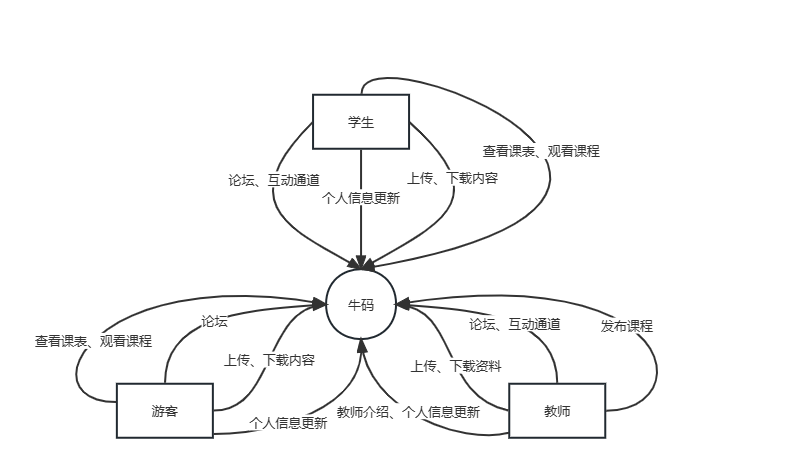 学生
查看课表、观看课程
论坛、互动通道
上传、下载内容
个人信息更新
牛码
论坛
论坛、互动通道
发布课程
查看课表、观看课程
上传、下载内容
上传、下载资料
游客
教师
个人信息更新
教师介绍、个人信息更新